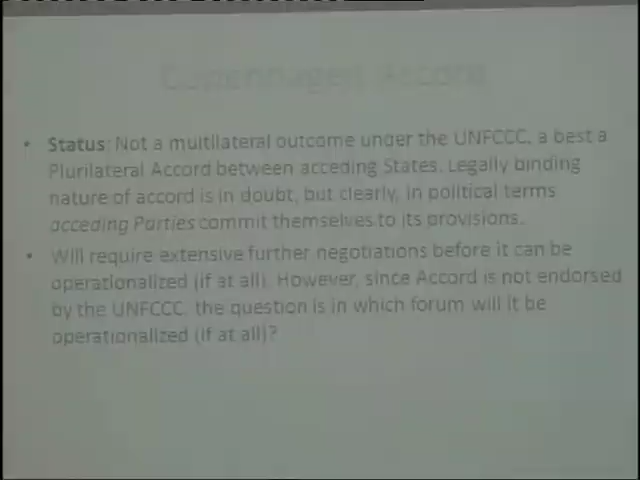 Copenhagen Accord
• Status: Not a multilateral outcome under the UNFCCC, a best a
Plurilateral Accord between acceding States. Legally binding
nature of accord is in doubt, but clearly, in political terms
acceding Parties commit themselves to its provisions.
• Will require extensive further negotiations before it can be
operationalized (if at all). However, since Accord is not endorsed
by the UNFCCC, the question is in which forum will it be
operationalized (if at all)?